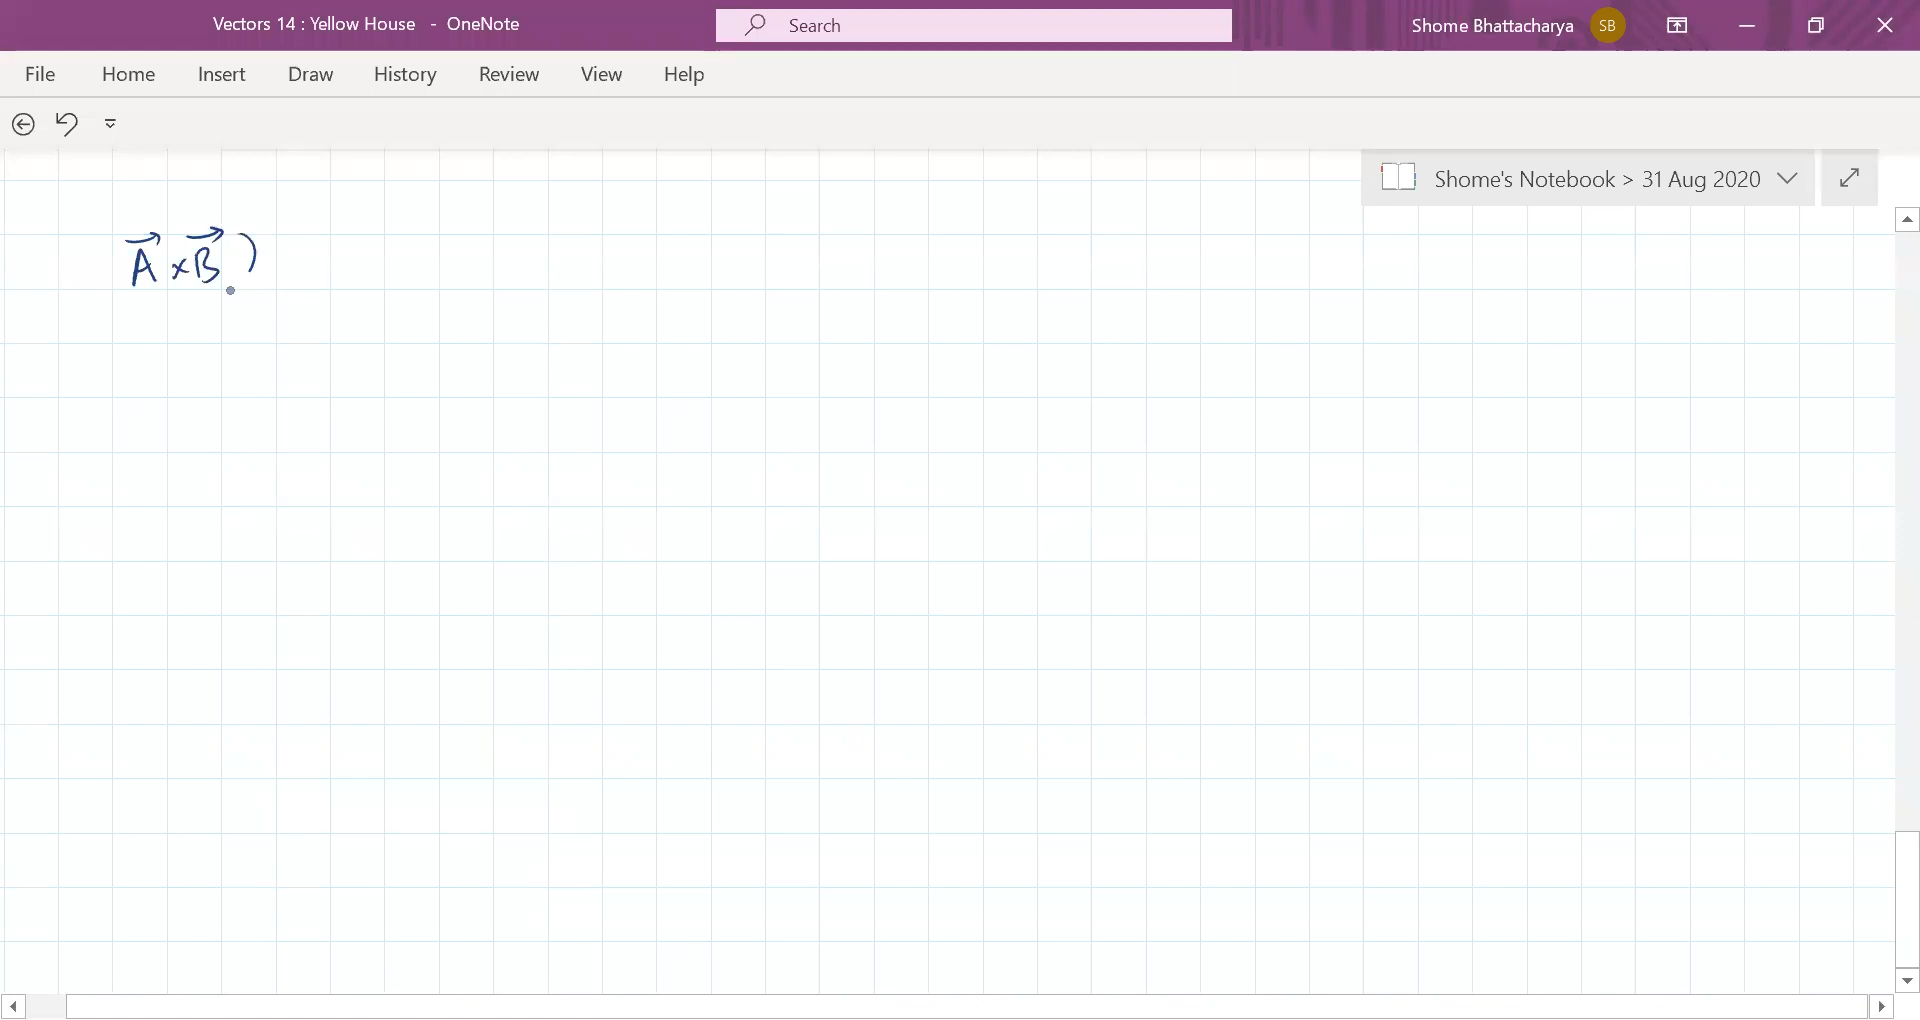 Vectors 14 : Yellow House - OneNote
Search
Shome Bhattacharya
SB
File Home Insert Draw History Review View Help
Shome's Notebook > 31 Aug 2020
A⃗ × B⃗ )